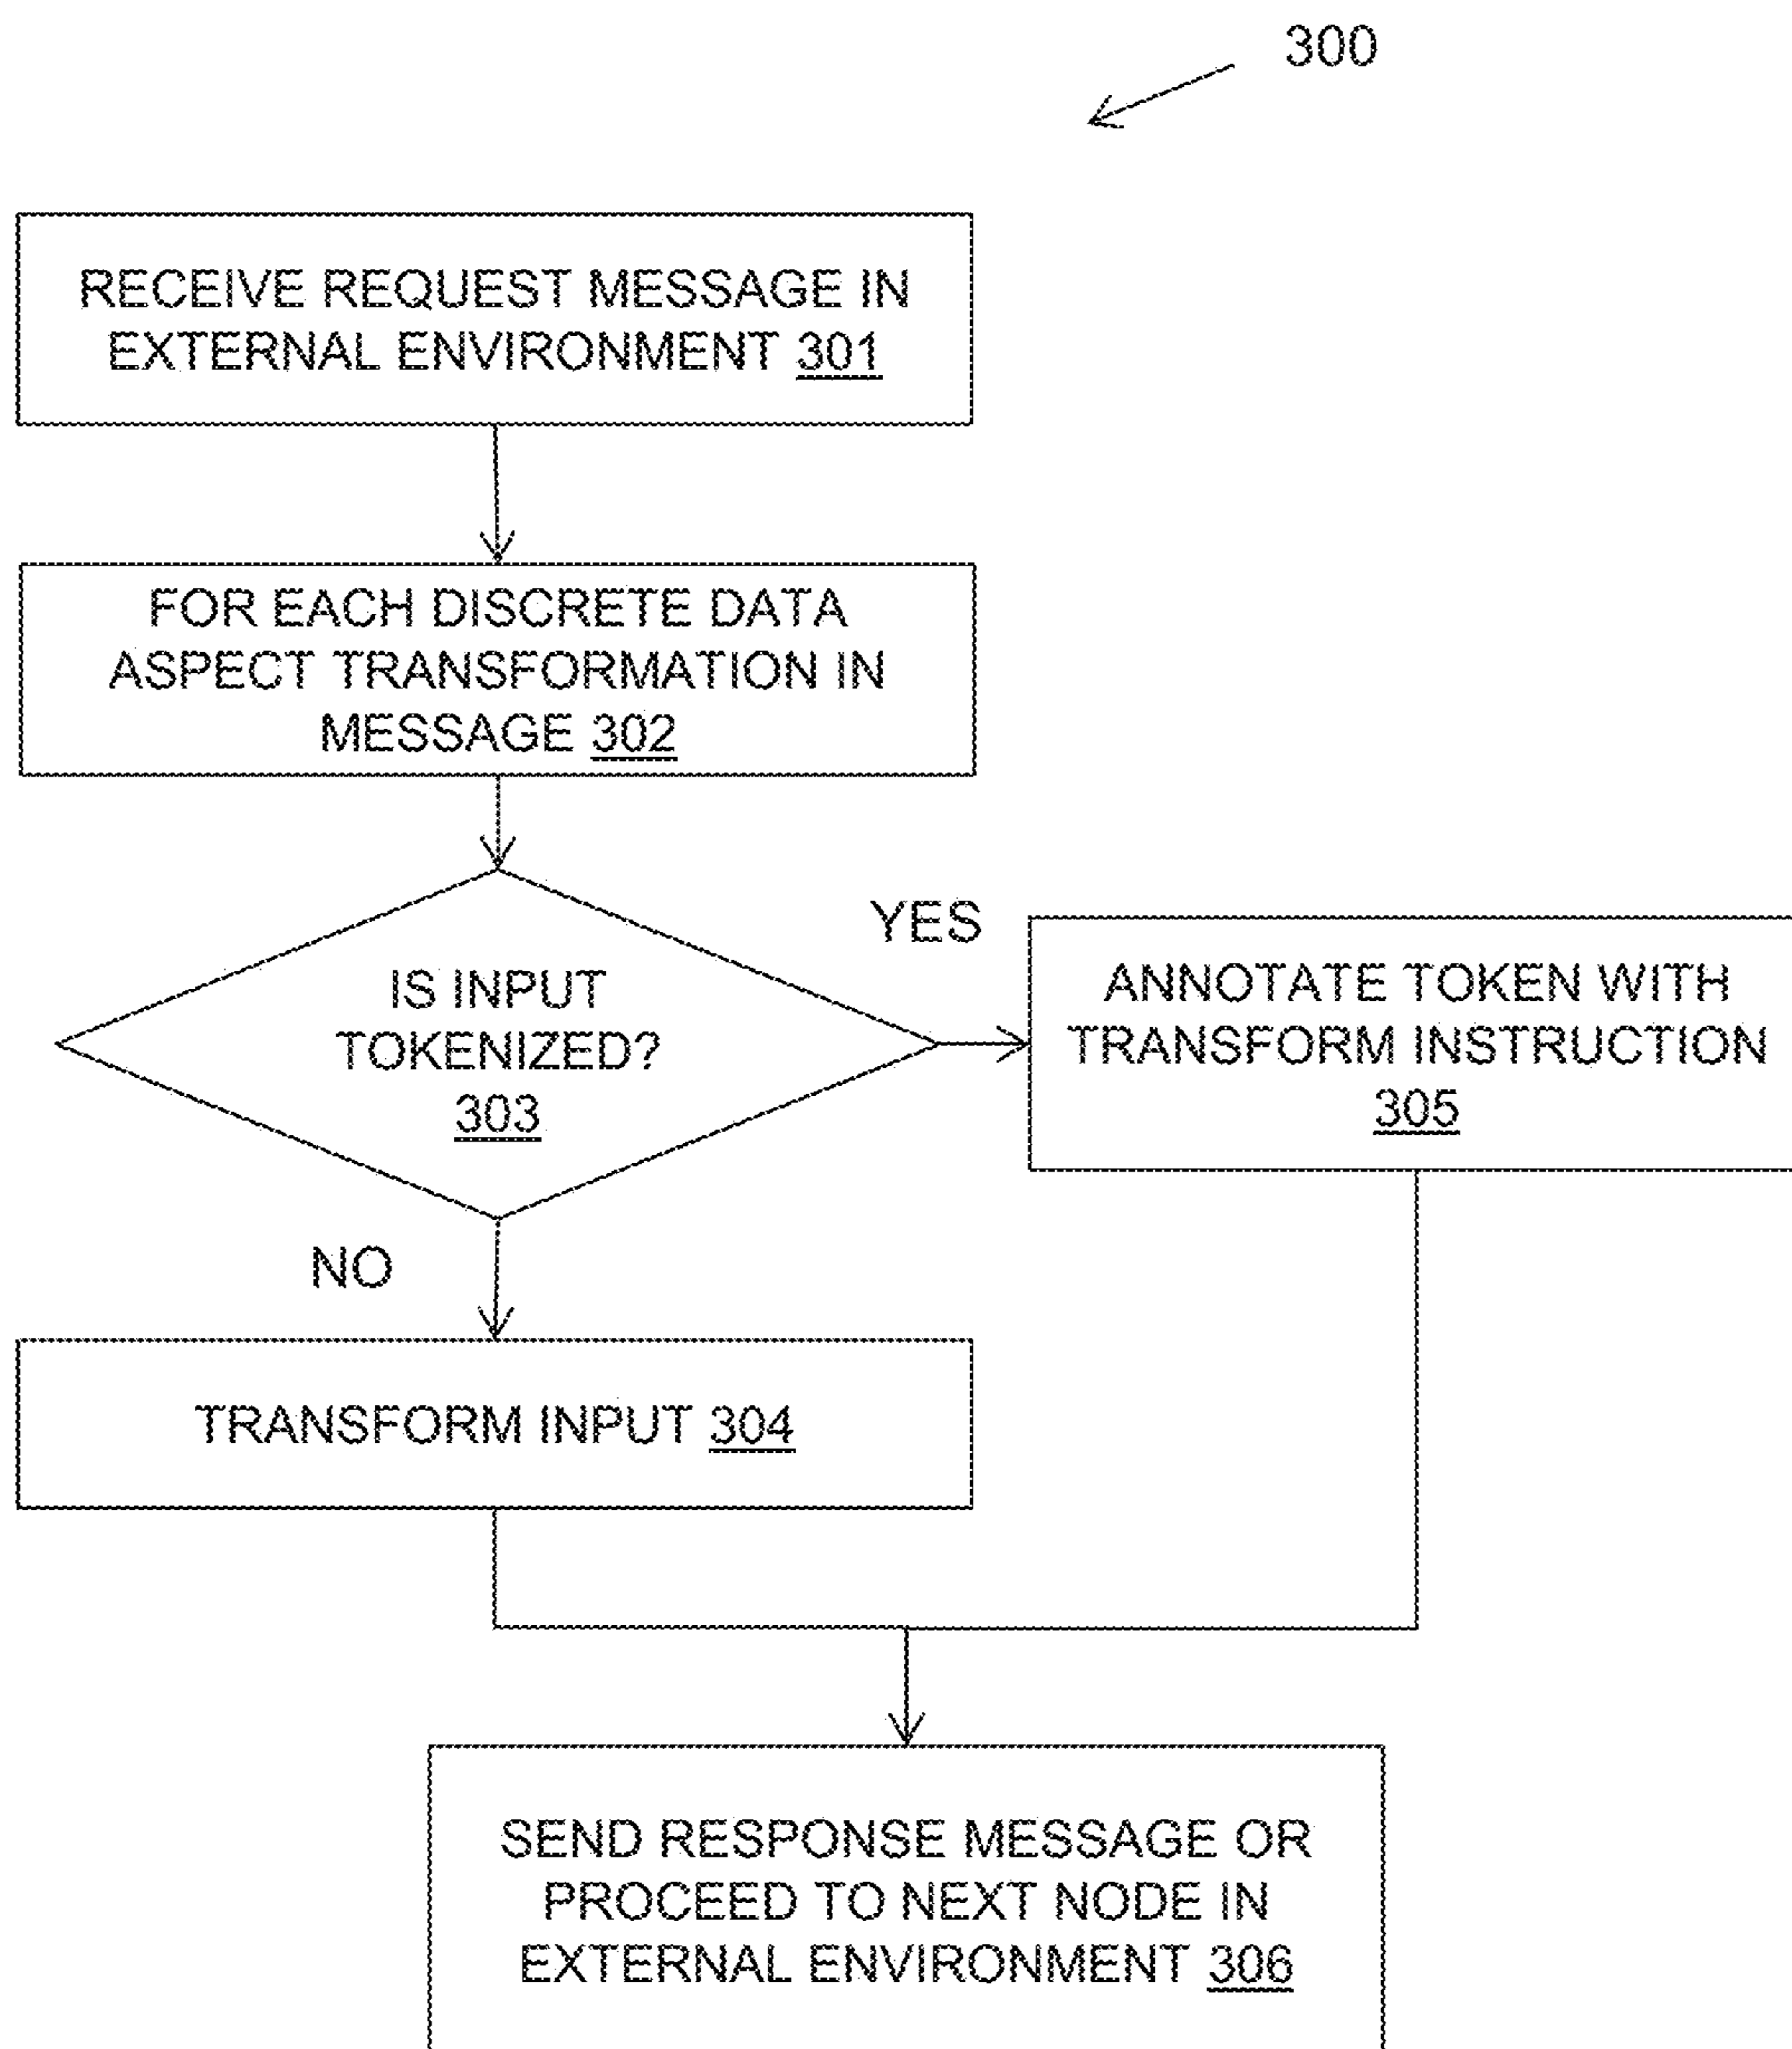 300
RECEIVE REQUEST MESSAGE IN
EXTERNAL ENVIRONMENT 301
FOR EACH DISCRETE DATA
ASPECT TRANSFORMATION IN
MESSAGE 302
YES
IS INPUT
TOKENIZED?
303
ANNOTATE TOKEN WITH
TRANSFORM INSTRUCTION
305
NO
TRANSFORM INPUT 304
SEND RESPONSE MESSAGE OR
PROCEED TO NEXT NODE IN
EXTERNAL ENVIRONMENT 306